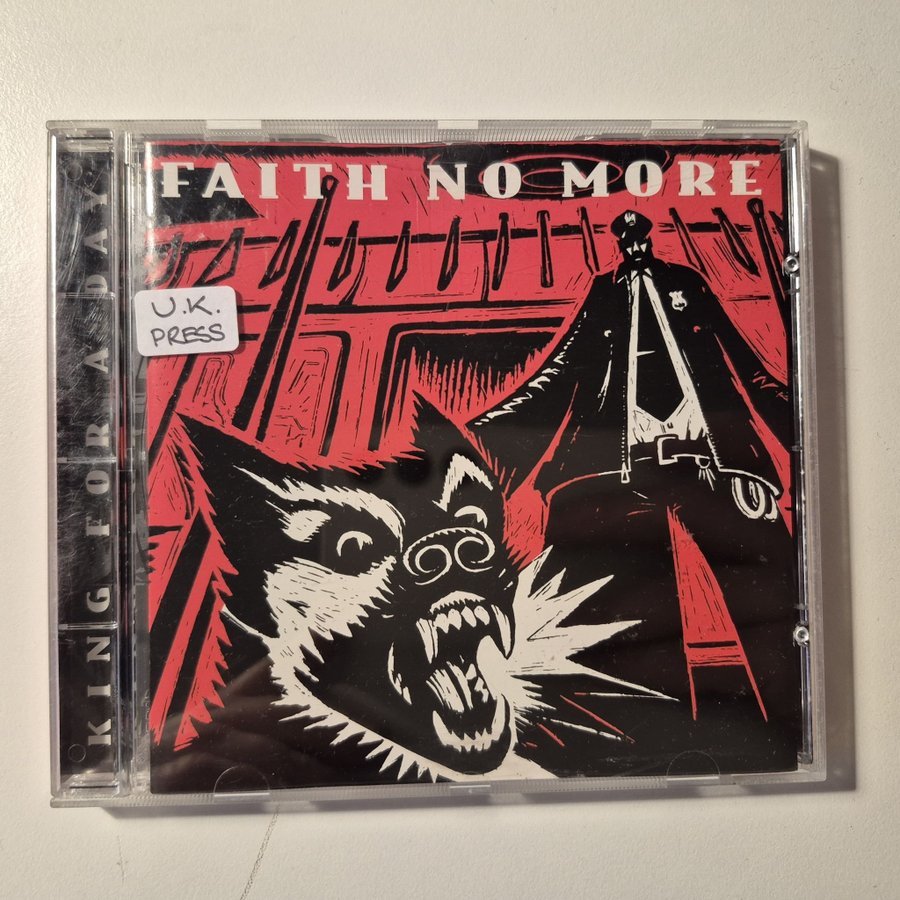 FAITH NO MORE
U.K.
PRESS
KING FOR A DAY